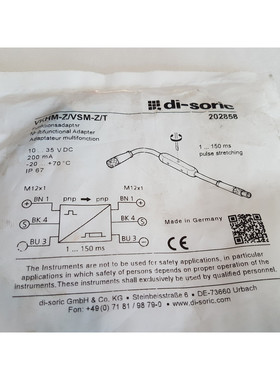 VKHM-Z/VSM-Z/T
di-soric
202858
Funktionsadapter
Multifunctional Adapter
Adaptateur multifonction
10 ... 35 V DC
200 mA
-20 ... +70°C
IP 67
1 ... 150 ms
pulse stretching
M12x1
pnp
pnp
M12x1
BN 1
BN 1
BK 4
BK 4
BU 3
BU 3
1 ... 150 ms
Made in Germany
CE
The Instruments are not to be used for safety applications, in particular
applications in which safety of persons depends on proper operation of the
instruments. These Instruments shall exclusively be used by qualified personnel.
di-soric GmbH & Co. KG • Steinbeisstraße 6 • DE-73660 Urbach
Fon: +49 (0) 71 81 / 98 79-0 •